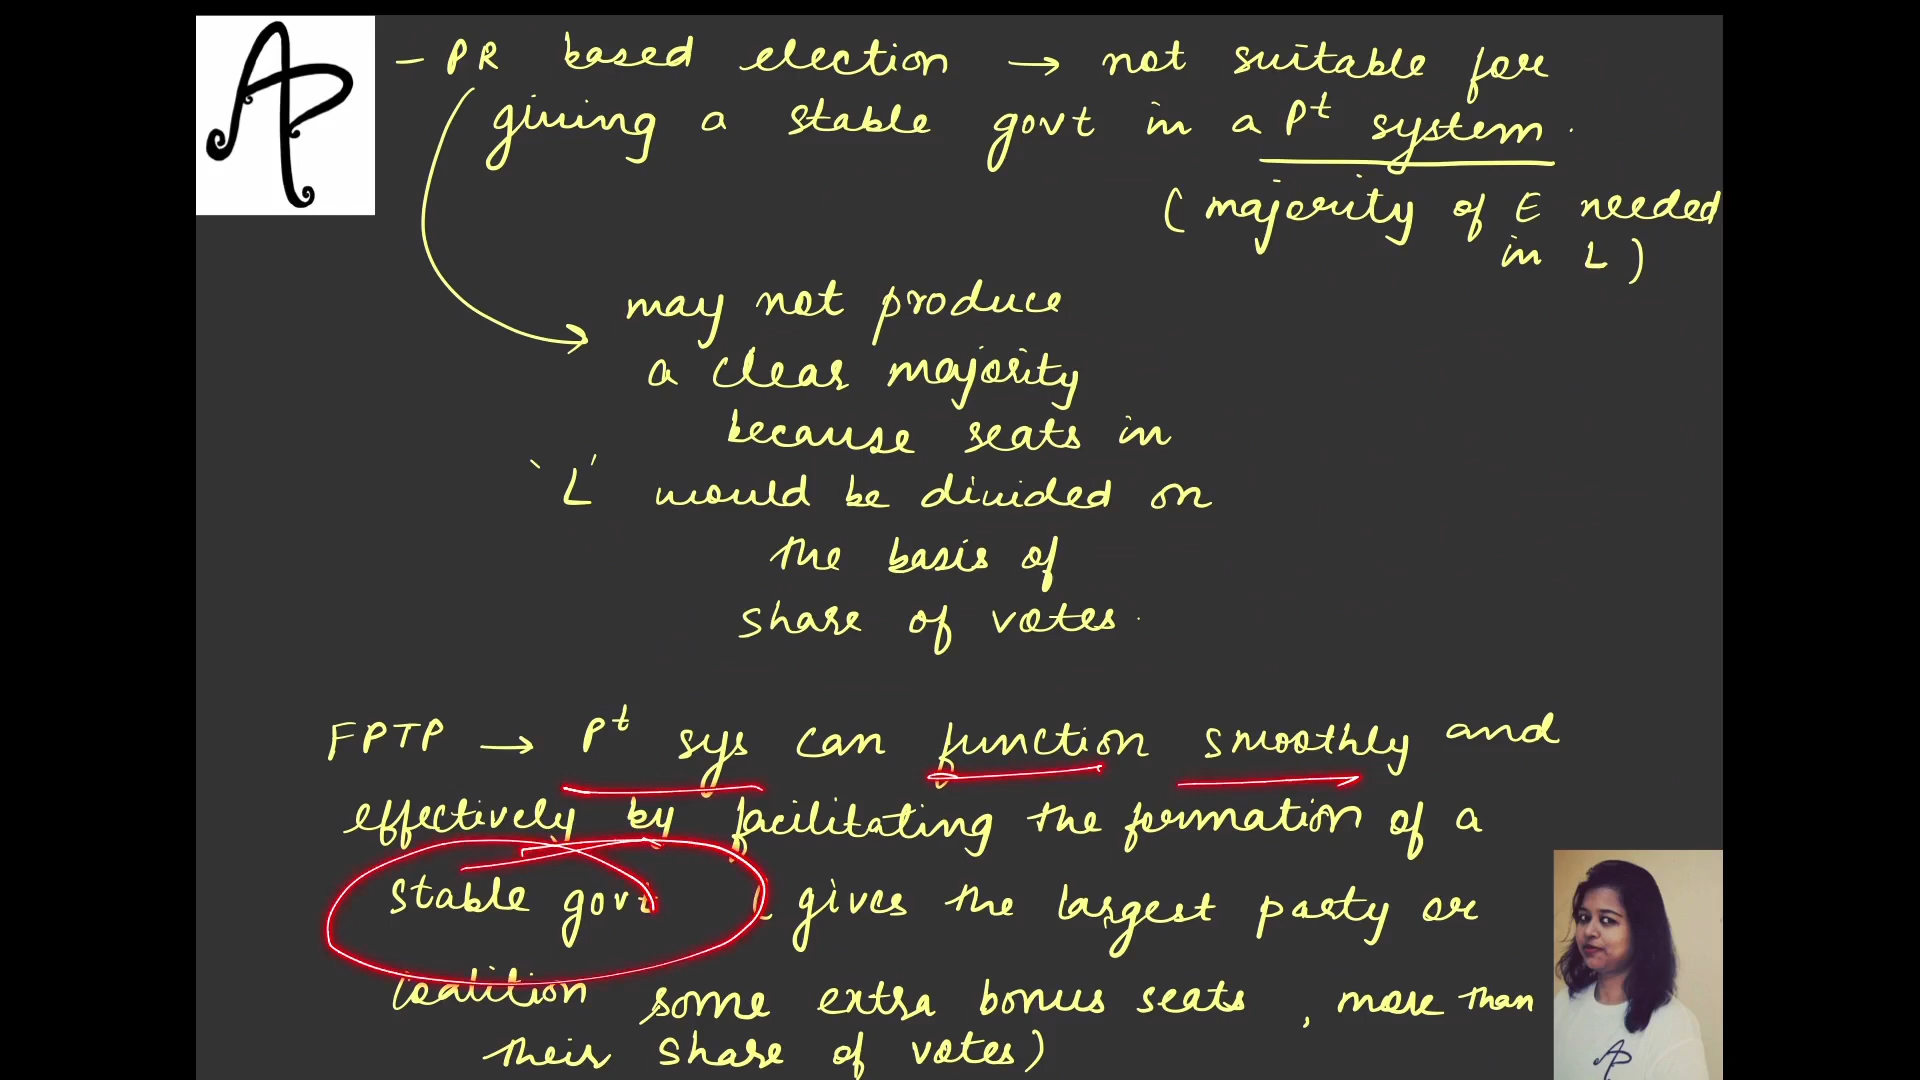 AP
- PR based election → not suitable for
giving a stable govt in a Pt system.
(majority of E needed
in L)
may not produce
a clear majority
because seats in
'L' would be divided on
the basis of
share of votes.
FPTP → Pt sys can function smoothly and
effectively by facilitating the formation of a
stable govt (gives the largest party or
coalition some extra bonus seats, more than
their share of votes)
AP